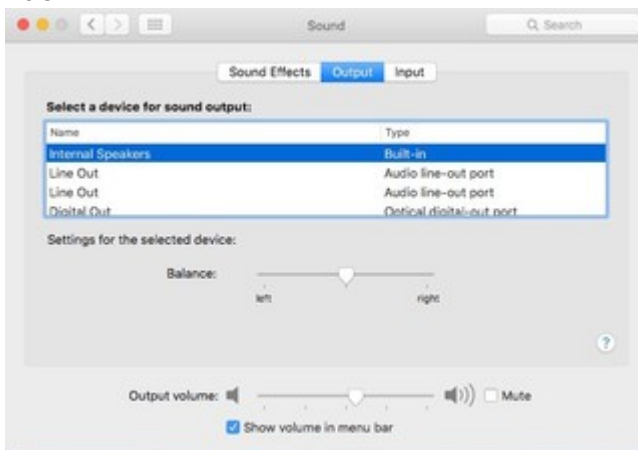 Sound
Search
Sound Effects Output Input
Select a device for sound output:
Name Type
Internal Speakers Built-in
Line Out Audio line-out port
Line Out Audio line-out port
Digital Out Optical digital-out port
Settings for the selected device:
Balance:
left right
?
Output volume: Mute
Show volume in menu bar